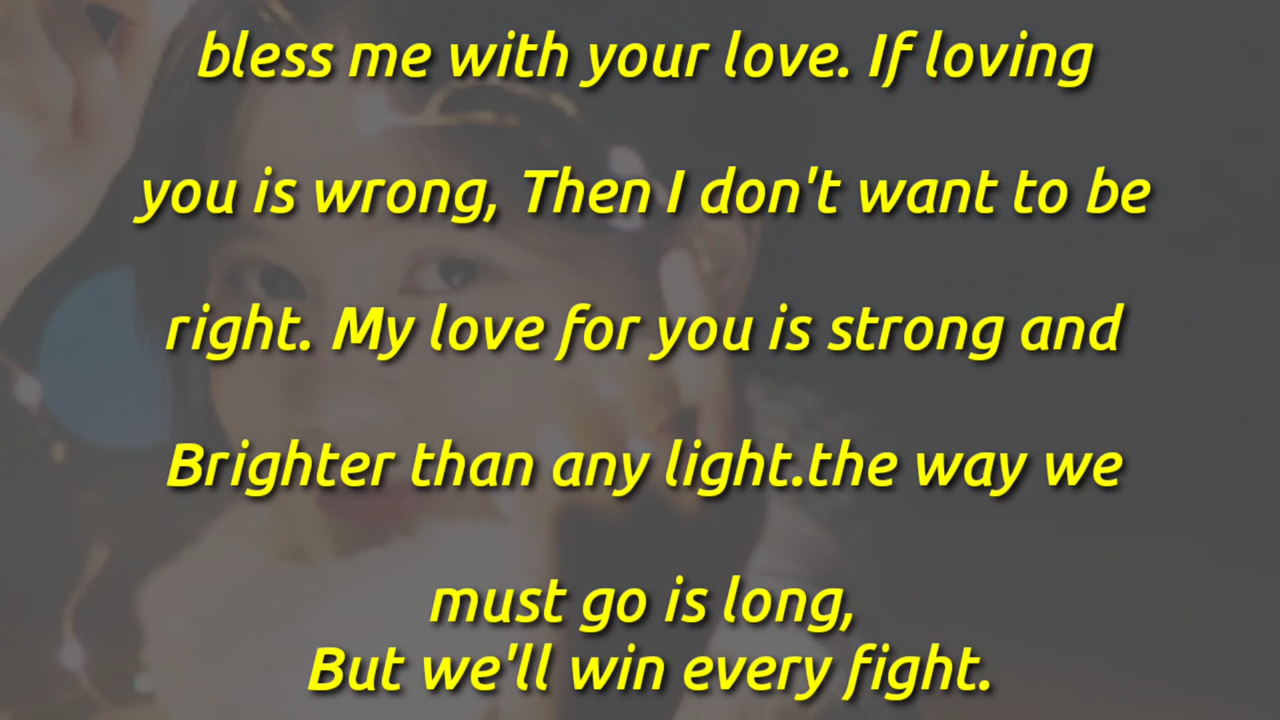 bless me with your love. If loving
you is wrong, Then I don't want to be
right. My love for you is strong and
Brighter than any light.the way we
must go is long,
But we'll win every fight.